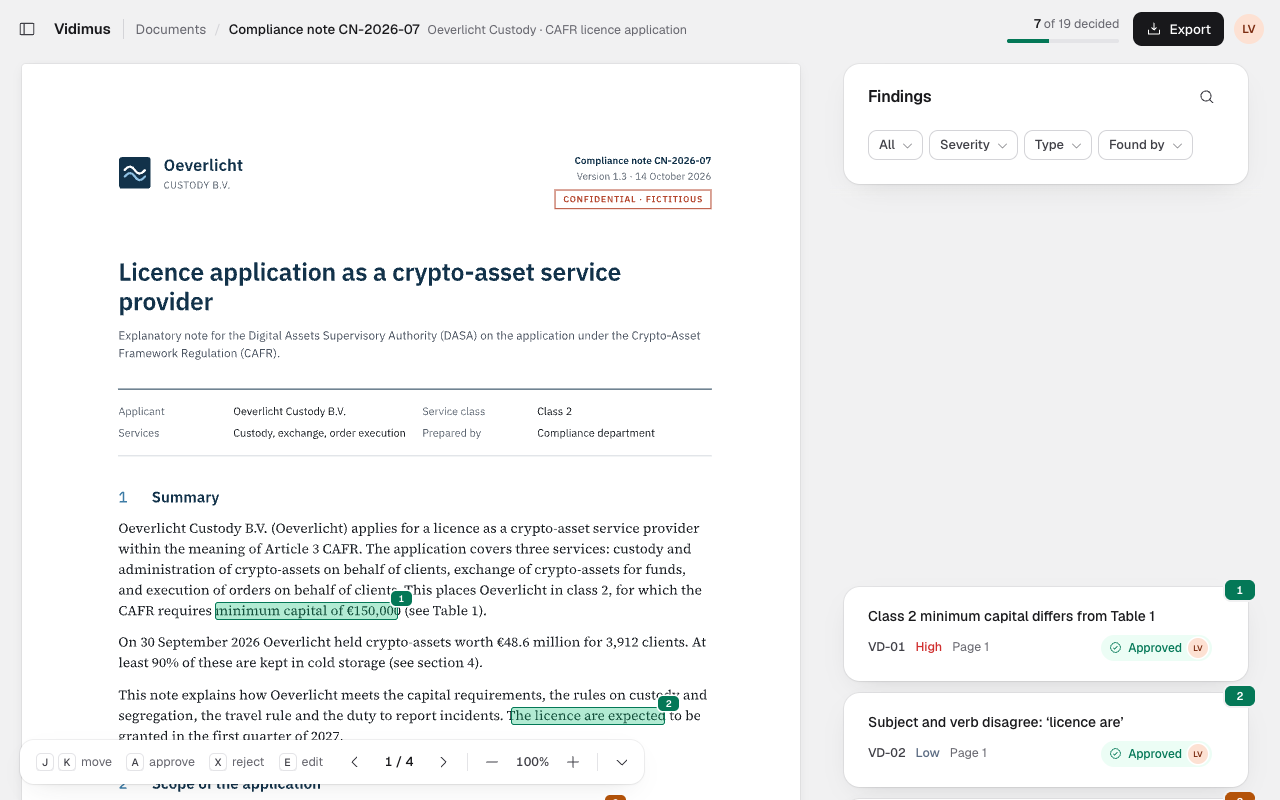 Vidimus
Documents / Compliance note CN-2026-07 Oeverlicht Custody · CAFR licence application
7 of 19 decided
Export
LV
Oeverlicht
CUSTODY B.V.
Compliance note CN-2026-07
Version 1.3 · 14 October 2026
CONFIDENTIAL · FICTITIOUS
Licence application as a crypto-asset service
provider
Explanatory note for the Digital Assets Supervisory Authority (DASA) on the application under the Crypto-Asset
Framework Regulation (CAFR).
Applicant Oeverlicht Custody B.V. Service class Class 2
Services Custody, exchange, order execution Prepared by Compliance department
1 Summary
Oeverlicht Custody B.V. (Oeverlicht) applies for a licence as a crypto-asset service provider
within the meaning of Article 3 CAFR. The application covers three services: custody and
administration of crypto-assets on behalf of clients, exchange of crypto-assets for funds,
and execution of orders on behalf of clients. This places Oeverlicht in class 2, for which the
1
CAFR requires minimum capital of €150,000 (see Table 1).
On 30 September 2026 Oeverlicht held crypto-assets worth €48.6 million for 3,912 clients. At
least 90% of these are kept in cold storage (see section 4).
This note explains how Oeverlicht meets the capital requirements, the rules on custody and
2
segregation, the travel rule and the duty to report incidents. The licence are expected to be
granted in the first quarter of 2027.
J K move A approve X reject E edit 1 / 4 100%
2 Scope of the application
Findings
All Severity Type Found by
1
Class 2 minimum capital differs from Table 1
VD-01 High Page 1 Approved LV
2
Subject and verb disagree: ‘licence are’
VD-02 Low Page 1 Approved LV